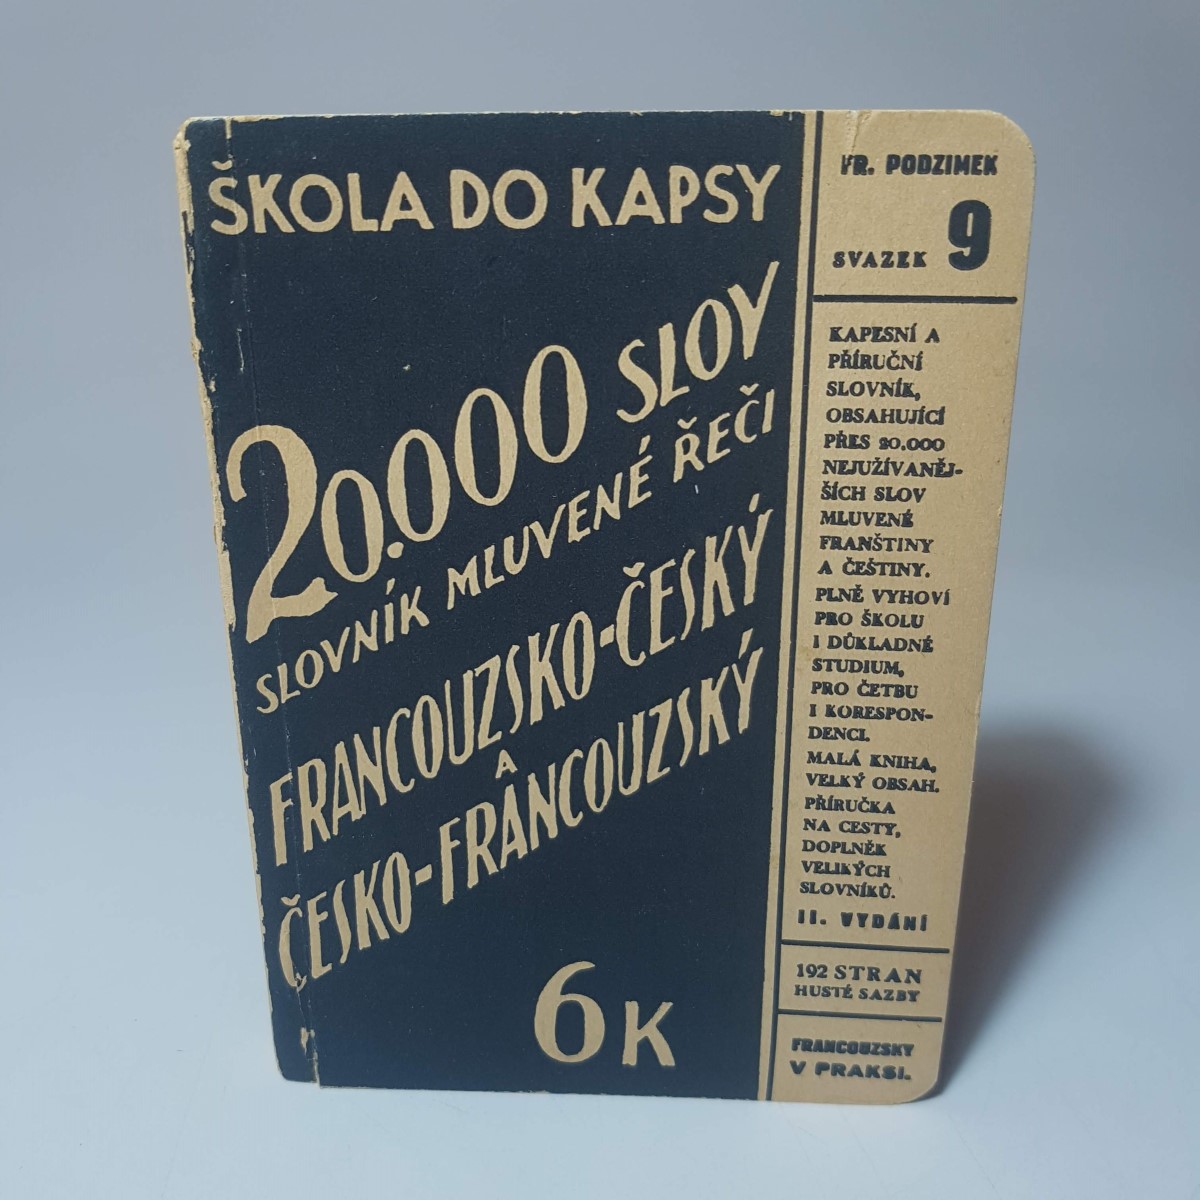 ŠKOLA DO KAPSY
20.000 SLOV
SLOVNÍK MLUVENÉ ŘEČI
FRANCOUZSKO-ČESKÝ
A
ČESKO-FRANCOUZSKÝ
6 K
FR. PODZIMEK
SVAZEK 9
KAPESNÍ A
PŘÍRUČNÍ
SLOVNÍK,
OBSAHUJÍCÍ
PŘES 20.000
NEJUŽÍVANĚJ-
ŠÍCH SLOV
MLUVENÉ
FRANŠTINY
A ČEŠTINY.
PLNĚ VYHOVÍ
PRO ŠKOLU
I DŮKLADNÉ
STUDIUM,
PRO ČETBU
I KORESPON-
DENCI.
MALÁ KNIHA,
VELKÝ OBSAH.
PŘÍRUČKA
NA CESTY,
DOPLNĚK
VELIKÝCH
SLOVNÍKŮ.
II. VYDÁNÍ
192 STRAN
HUSTÉ SAZBY
FRANCOUZSKY
V PRAKSI.